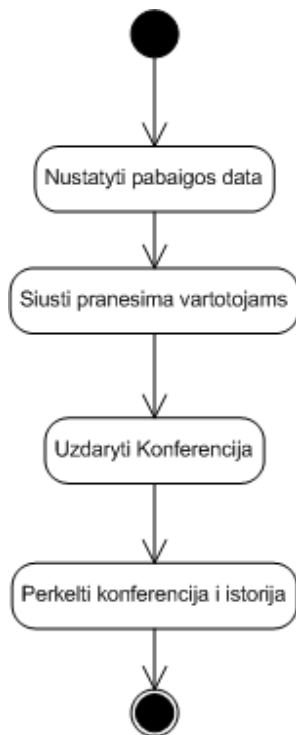 Nustatyti pabaigos data
Siusti pranesima vartotojams
Uzdaryti Konferencija
Perkelti konferencija i istorija